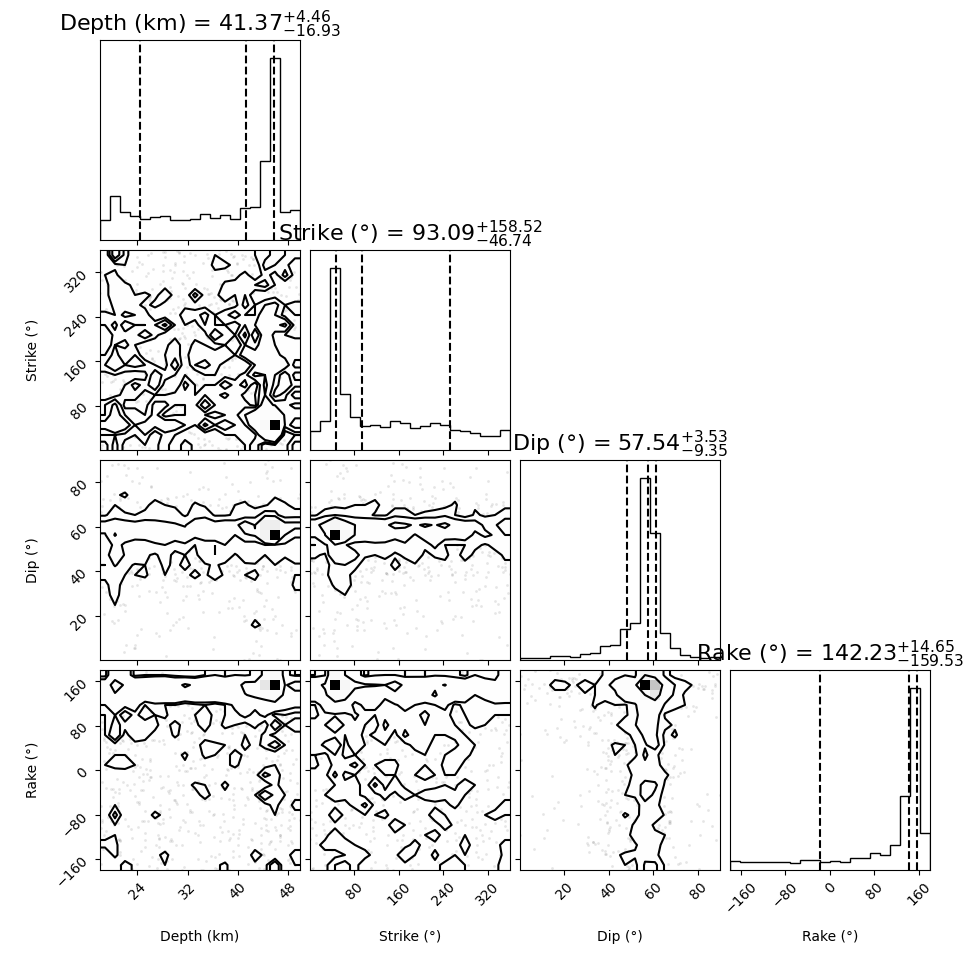 Depth (km) = 41.37+4.46−16.93
Strike (°) = 93.09+158.52−46.74
320
240
160
80
Strike (°)
Dip (°) = 57.54+3.53−9.35
80
60
40
20
Dip (°)
Rake (°) = 142.23+14.65−159.53
160
80
0
−80
−160
Rake (°)
24 32 40 48
80 160 240 320
20 40 60 80
−160 −80 0 80 160
Depth (km) Strike (°) Dip (°) Rake (°)